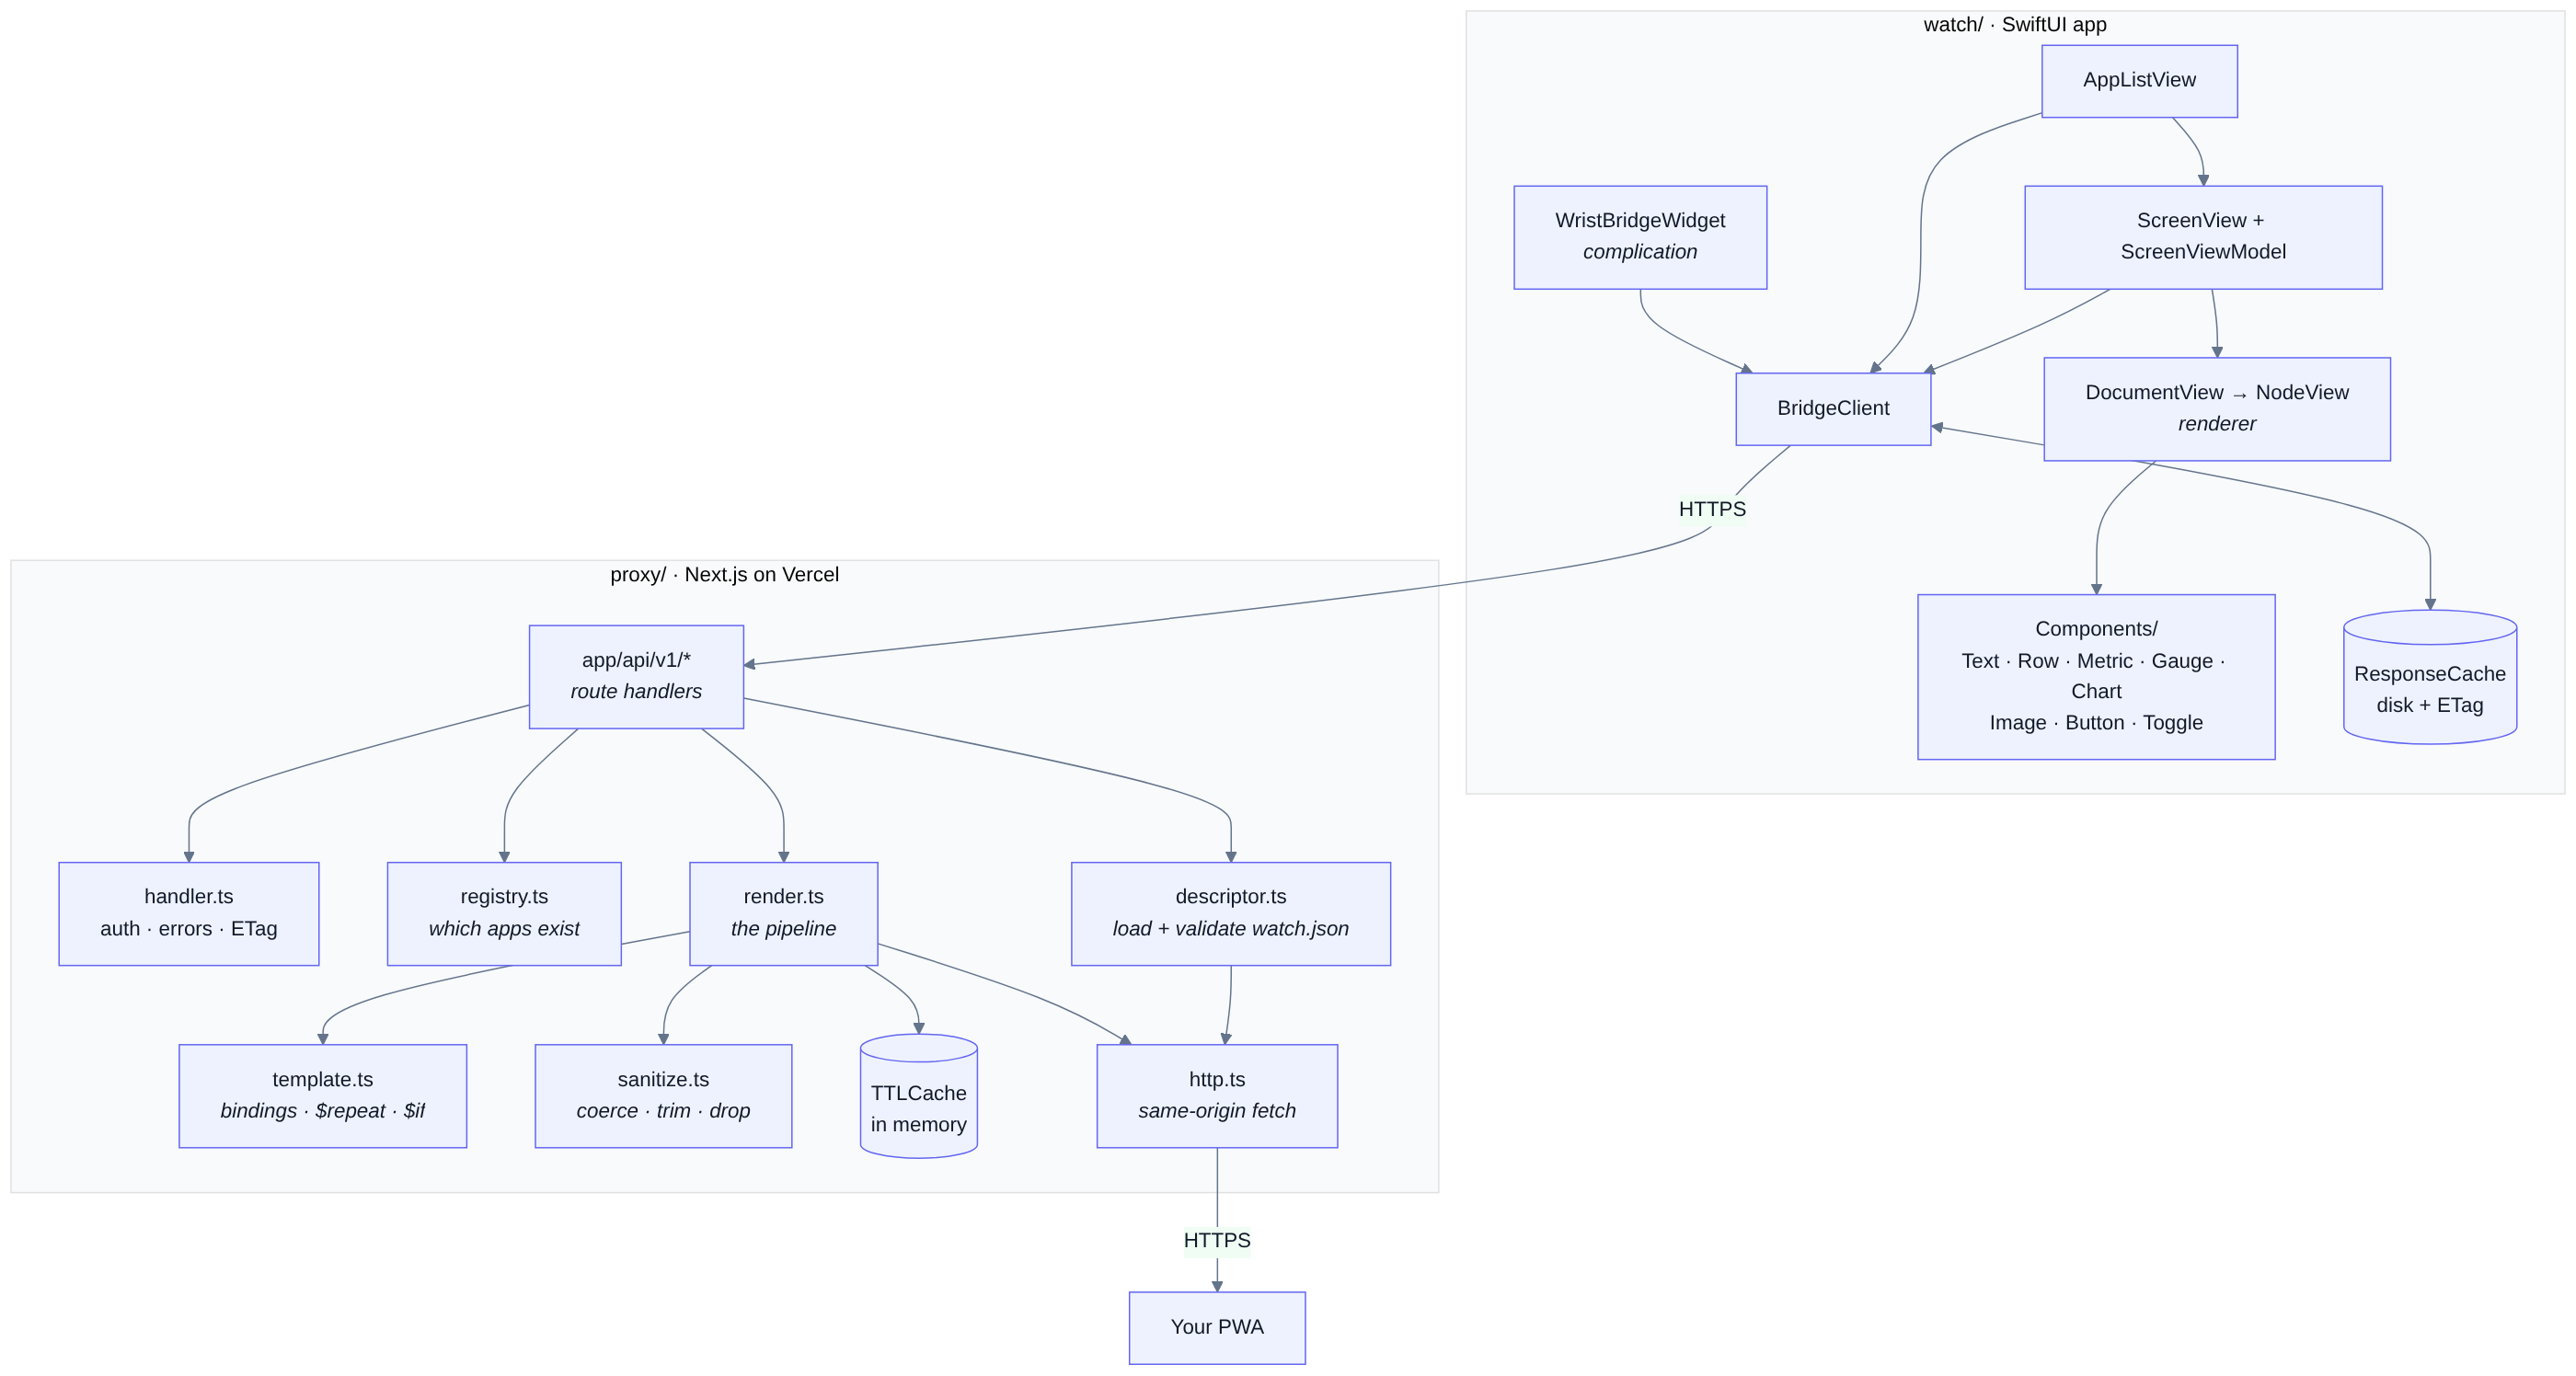 watch/ · SwiftUI app
AppListView
WristBridgeWidget
complication
ScreenView +
ScreenViewModel
BridgeClient
DocumentView → NodeView
renderer
HTTPS
Components/
Text · Row · Metric · Gauge ·
Chart
Image · Button · Toggle
ResponseCache
disk + ETag
proxy/ · Next.js on Vercel
app/api/v1/*
route handlers
handler.ts
auth · errors · ETag
registry.ts
which apps exist
render.ts
the pipeline
descriptor.ts
load + validate watch.json
template.ts
bindings · $repeat · $if
sanitize.ts
coerce · trim · drop
TTLCache
in memory
http.ts
same-origin fetch
HTTPS
Your PWA